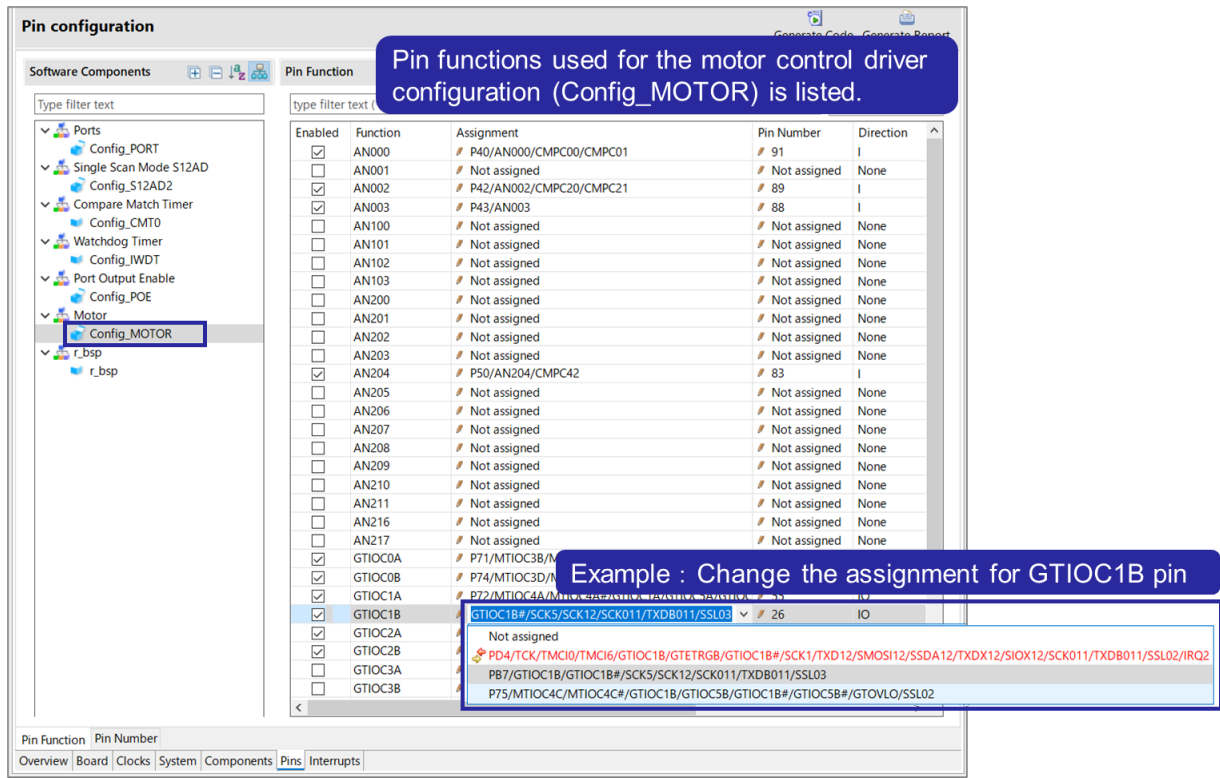 Pin configuration
Generate Code Generate Report
Pin functions used for the motor control driver
configuration (Config_MOTOR) is listed.
Software Components
Pin Function
Type filter text
type filter text (
Ports
Config_PORT
Single Scan Mode S12AD
Config_S12AD2
Compare Match Timer
Config_CMT0
Watchdog Timer
Config_IWDT
Port Output Enable
Config_POE
Motor
Config_MOTOR
r_bsp
r_bsp
Enabled Function Assignment Pin Number Direction
AN000 P40/AN000/CMPC00/CMPC01 91 I
AN001 Not assigned Not assigned None
AN002 P42/AN002/CMPC20/CMPC21 89 I
AN003 P43/AN003 88 I
AN100 Not assigned Not assigned None
AN101 Not assigned Not assigned None
AN102 Not assigned Not assigned None
AN103 Not assigned Not assigned None
AN200 Not assigned Not assigned None
AN201 Not assigned Not assigned None
AN202 Not assigned Not assigned None
AN203 Not assigned Not assigned None
AN204 P50/AN204/CMPC42 83 I
AN205 Not assigned Not assigned None
AN206 Not assigned Not assigned None
AN207 Not assigned Not assigned None
AN208 Not assigned Not assigned None
AN209 Not assigned Not assigned None
AN210 Not assigned Not assigned None
AN211 Not assigned Not assigned None
AN216 Not assigned Not assigned None
AN217 Not assigned Not assigned None
GTIOC0A P71/MTIOC3B/M
Example : Change the assignment for GTIOC1B pin
GTIOC0B P74/MTIOC3D/M
GTIOC1A P72/MTIOC4A/MTIOC4A#/GTIOC1A/GTIOC5A/GTIOC 55 IO
GTIOC1B GTIOC1B#/SCK5/SCK12/SCK011/TXDB011/SSL03 26 IO
GTIOC2A
GTIOC2B
GTIOC3A
GTIOC3B
Not assigned
PD4/TCK/TMCI0/TMCI6/GTIOC1B/GTETRGB/GTIOC1B#/SCK1/TXD12/SMOSI12/SSDA12/TXDX12/SIOX12/SCK011/TXDB011/SSL02/IRQ2
PB7/GTIOC1B/GTIOC1B#/SCK5/SCK12/SCK011/TXDB011/SSL03
P75/MTIOC4C/MTIOC4C#/GTIOC1B/GTIOC5B/GTIOC1B#/GTIOC5B#/GTOVLO/SSL02
Pin Function Pin Number
Overview Board Clocks System Components Pins Interrupts